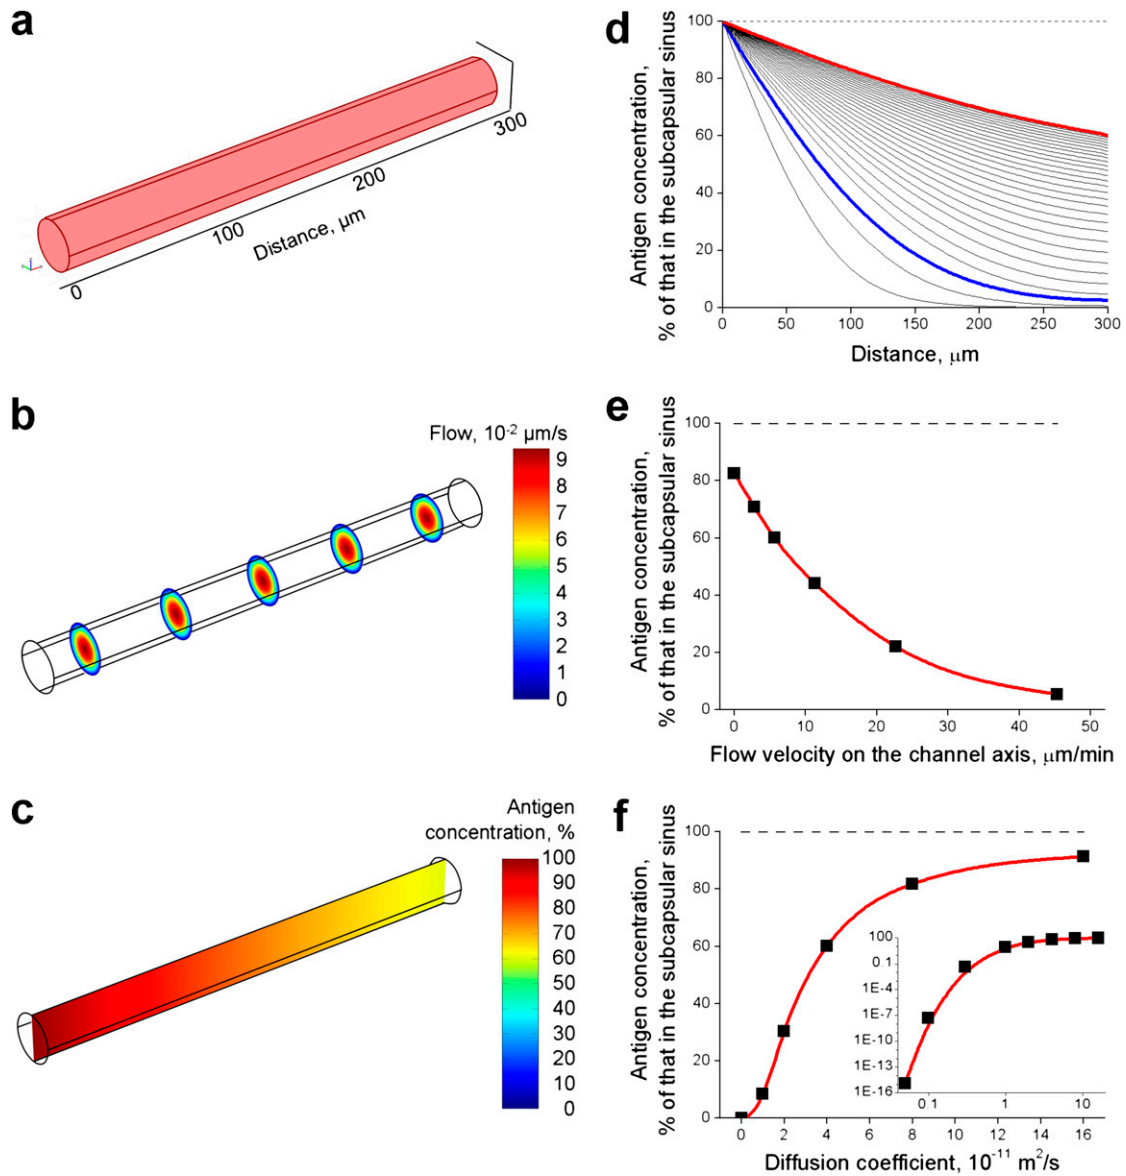 a
0
100
200
300
Distance, μm
b
Flow, 10⁻² μm/s
9
8
7
6
5
4
3
2
1
0
c
Antigen
concentration, %
100
90
80
70
60
50
40
30
20
10
0
d
Antigen concentration,
% of that in the subcapsular sinus
100
80
60
40
20
0
0 50 100 150 200 250 300
Distance, μm
e
Antigen concentration,
% of that in the subcapsular sinus
100
80
60
40
20
0
0 10 20 30 40 50
Flow velocity on the channel axis, μm/min
f
Antigen concentration,
% of that in the subcapsular sinus
100
80
60
40
20
0
0 2 4 6 8 10 12 14 16
Diffusion coefficient, 10⁻¹¹ m²/s
100
0.1
1E-4
1E-7
1E-10
1E-13
1E-16
0.1 1 10